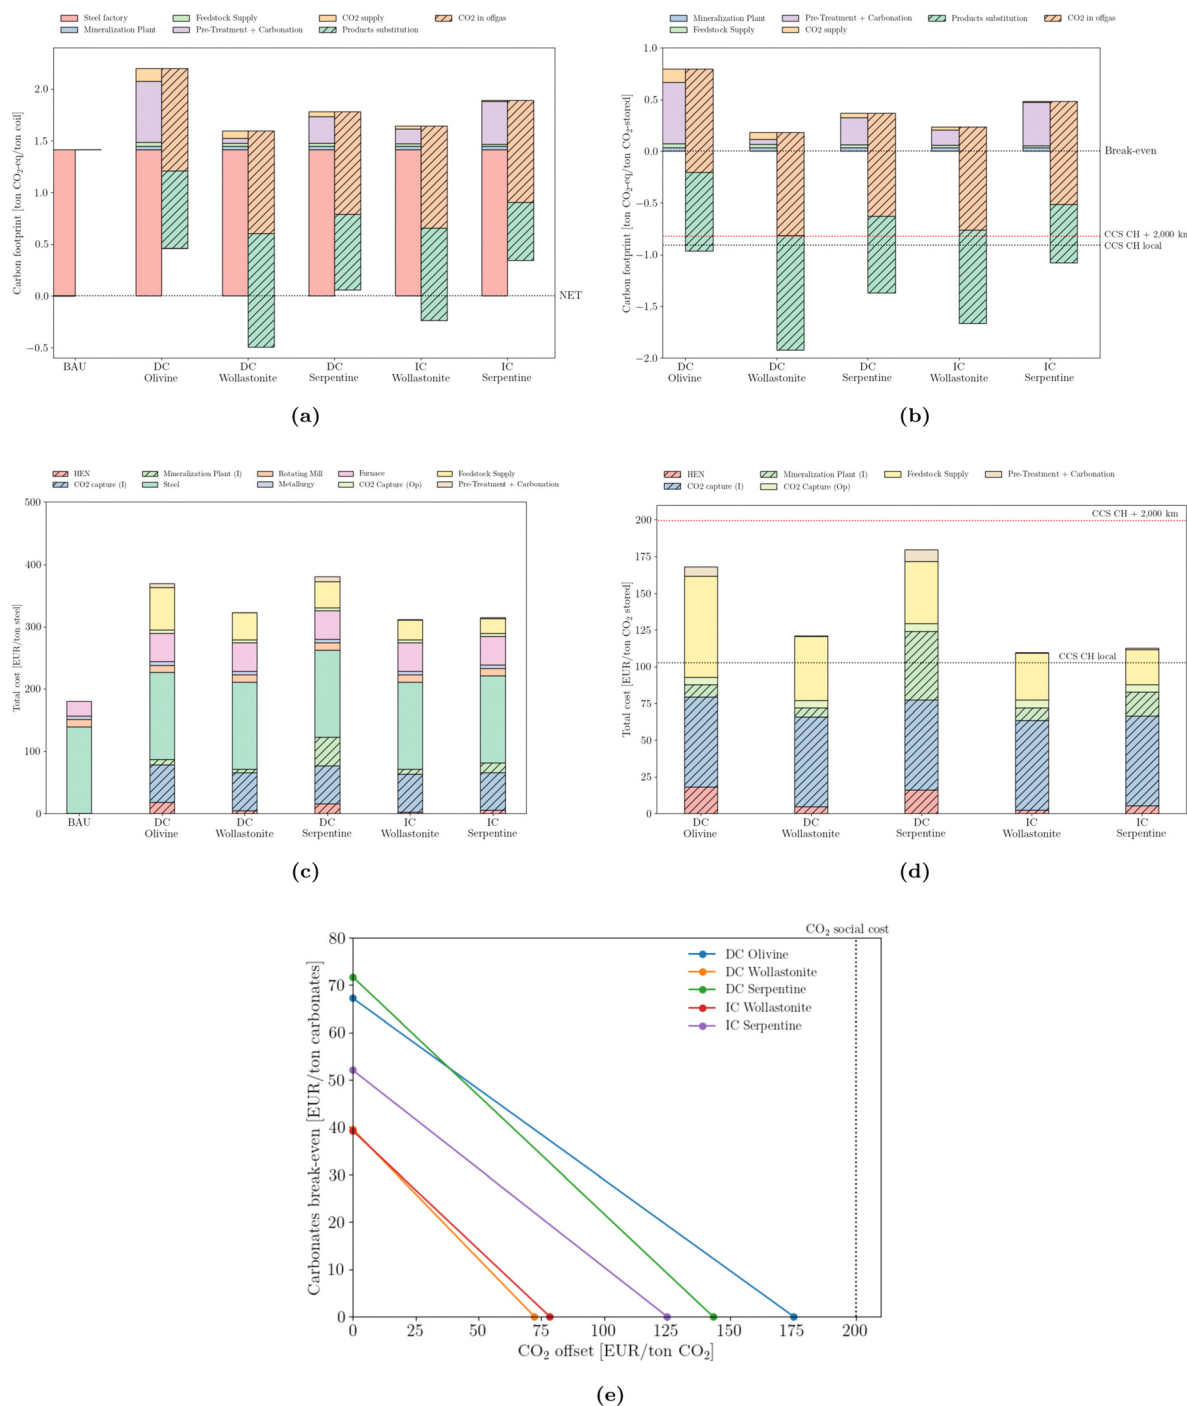 Steel factory
Feedstock Supply
CO2 supply
CO2 in offgas
Mineralization Plant
Pre-Treatment + Carbonation
Products substitution
Carbon footprint [ton CO₂-eq/ton coil]
2.0
1.5
1.0
0.5
0.0
−0.5
NET
BAU
DC Olivine
DC Wollastonite
DC Serpentine
IC Wollastonite
IC Serpentine
(a)
Mineralization Plant
Pre-Treatment + Carbonation
Products substitution
CO2 in offgas
Feedstock Supply
CO2 supply
Carbon footprint [ton CO₂-eq/ton CO₂-stored]
1.0
0.5
0.0
−0.5
−1.0
−1.5
−2.0
Break-even
CCS CH + 2,000 km
CCS CH local
DC Olivine
DC Wollastonite
DC Serpentine
IC Wollastonite
IC Serpentine
(b)
HEN
Mineralization Plant (I)
Rotating Mill
Furnace
Feedstock Supply
CO2 capture (I)
Steel
Metallurgy
CO2 Capture (Op)
Pre-Treatment + Carbonation
Total cost [EUR/ton steel]
500
400
300
200
100
0
BAU
DC Olivine
DC Wollastonite
DC Serpentine
IC Wollastonite
IC Serpentine
(c)
HEN
Mineralization Plant (I)
Feedstock Supply
Pre-Treatment + Carbonation
CO2 capture (I)
CO2 Capture (Op)
Total cost [EUR/ton CO₂ stored]
200
175
150
125
100
75
50
25
0
CCS CH + 2,000 km
CCS CH local
DC Olivine
DC Wollastonite
DC Serpentine
IC Wollastonite
IC Serpentine
(d)
CO₂ social cost
Carbonates break-even [EUR/ton carbonates]
80
70
60
50
40
30
20
10
0
DC Olivine
DC Wollastonite
DC Serpentine
IC Wollastonite
IC Serpentine
0 25 50 75 100 125 150 175 200
CO₂ offset [EUR/ton CO₂]
(e)